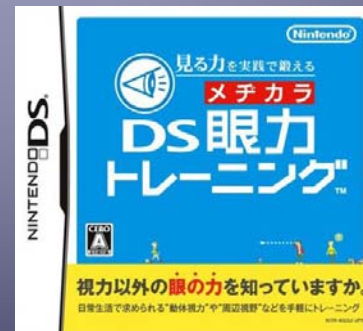 Nintendo
見る力を実践で鍛える
メヂカラ
DS眼力
トレーニング™
NINTENDO DS™
CERO
A
視力以外の眼の力を知っていますか。
日常生活で求められる"動体視力"や"周辺視野"などを手軽にトレーニング